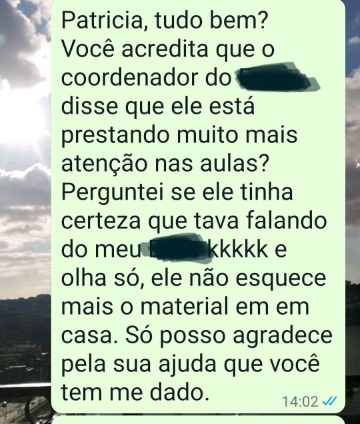 Patricia, tudo bem?
Você acredita que o
coordenador do
disse que ele está
prestando muito mais
atenção nas aulas?
Perguntei se ele tinha
certeza que tava falando
do meu kkkkk e
olha só, ele não esquece
mais o material em em
casa. Só posso agradece
pela sua ajuda que você
tem me dado.
14:02